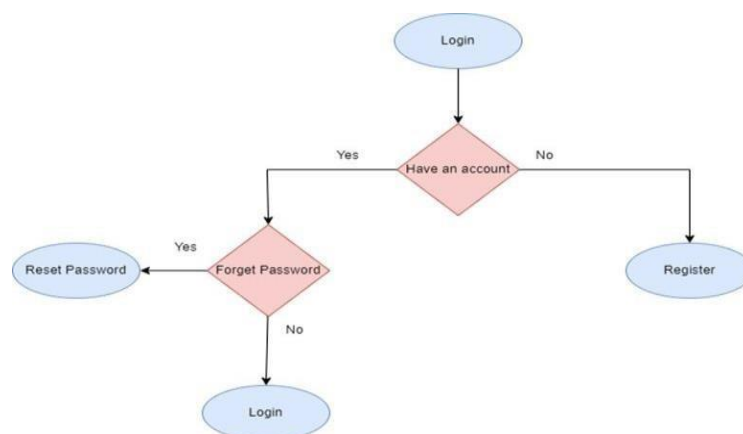 Login
Yes
Have an account
No
Yes
Reset Password
Forget Password
Register
No
Login